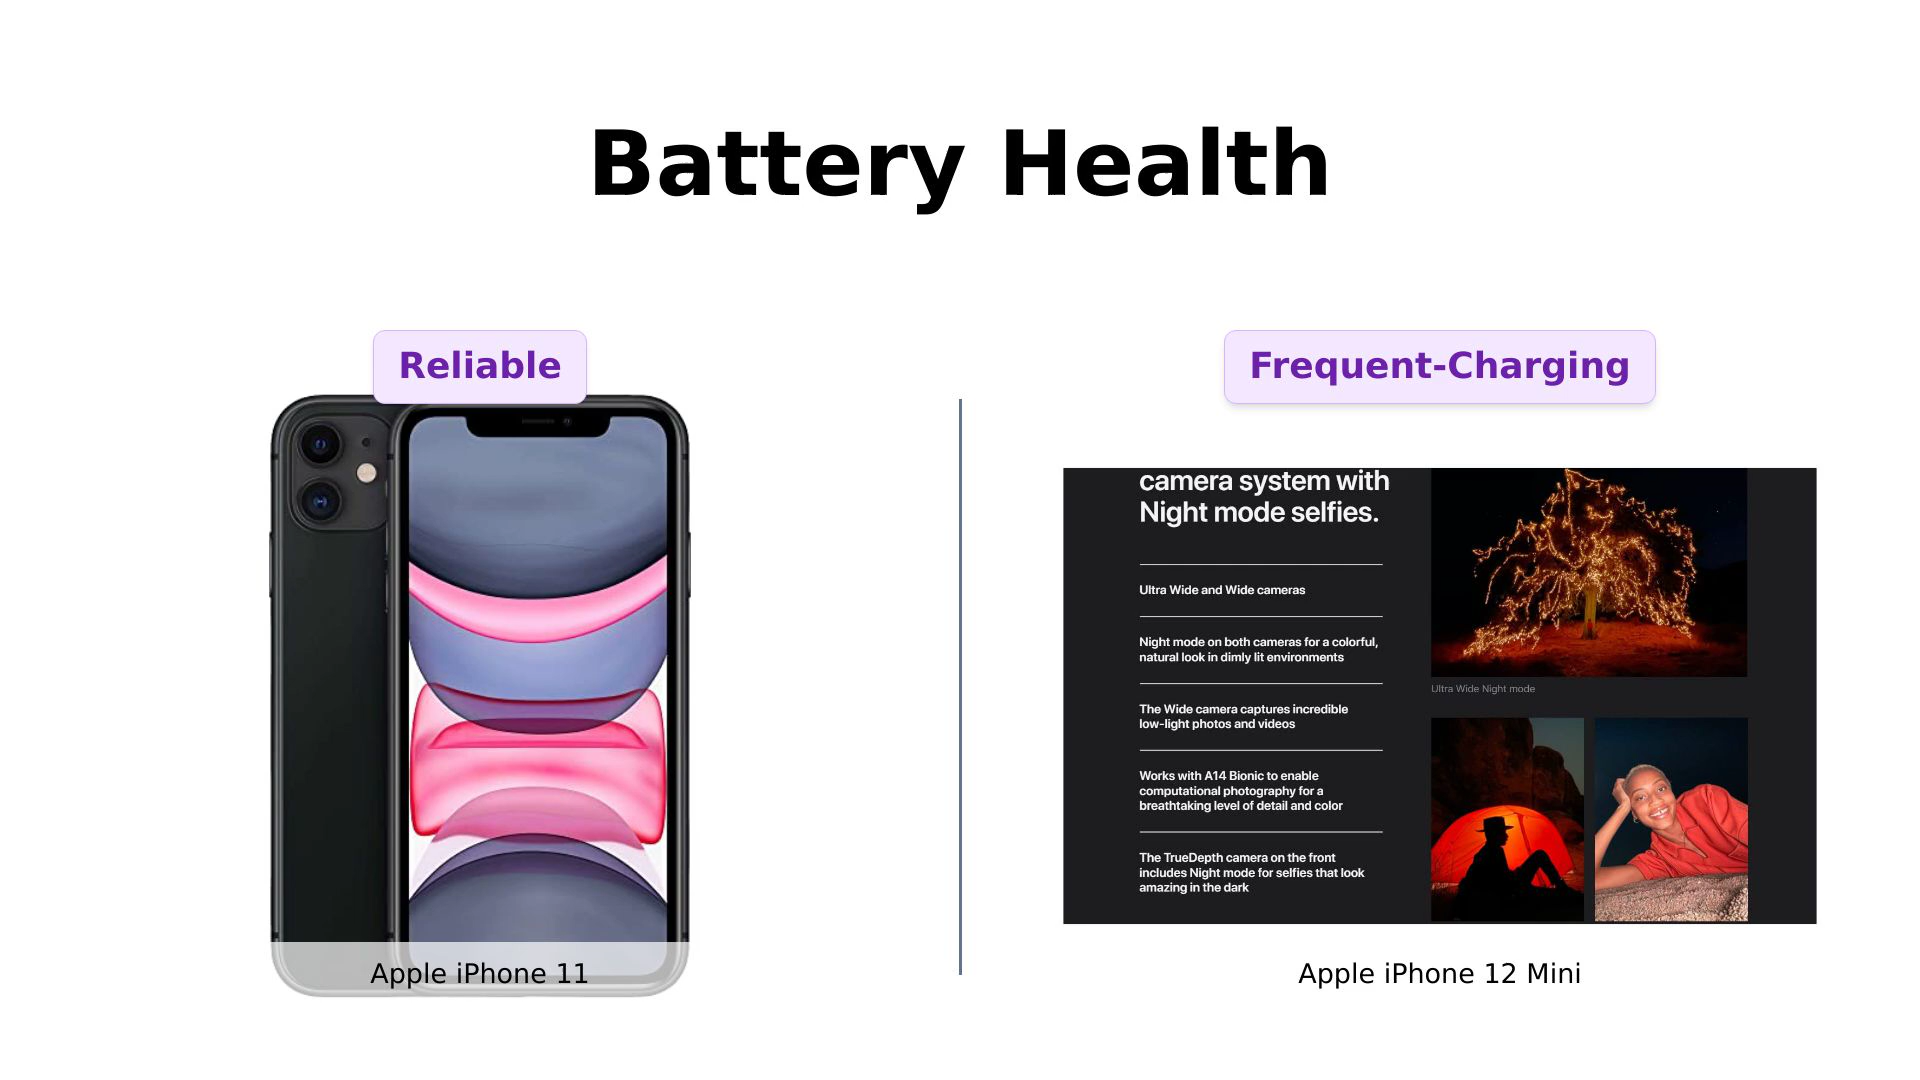 Battery Health
Reliable
Frequent-Charging
camera system with
Night mode selfies.
Ultra Wide and Wide cameras
Night mode on both cameras for a colorful,
natural look in dimly lit environments
The Wide camera captures incredible
low-light photos and videos
Works with A14 Bionic to enable
computational photography for a
breathtaking level of detail and color
The TrueDepth camera on the front
includes Night mode for selfies that look
amazing in the dark
Ultra Wide Night mode
Apple iPhone 11
Apple iPhone 12 Mini